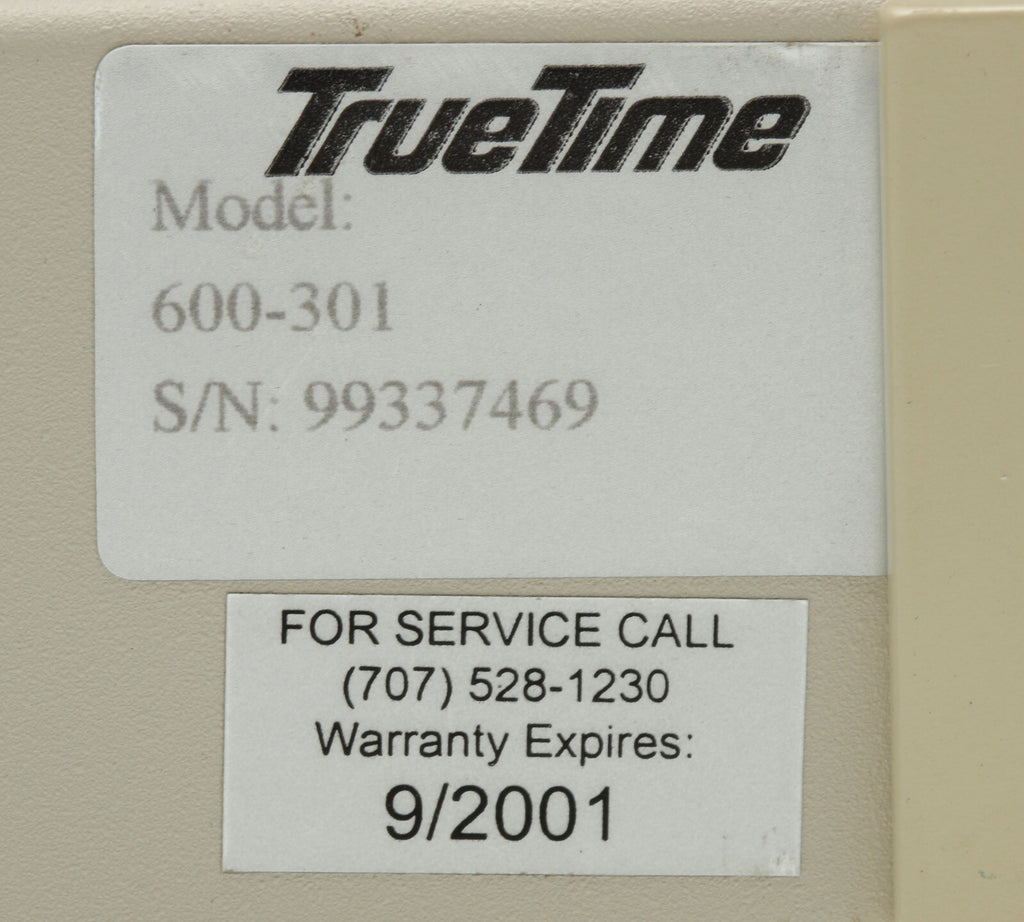 TrueTime
Model:
600-301
S/N: 99337469
FOR SERVICE CALL
(707) 528-1230
Warranty Expires:
9/2001